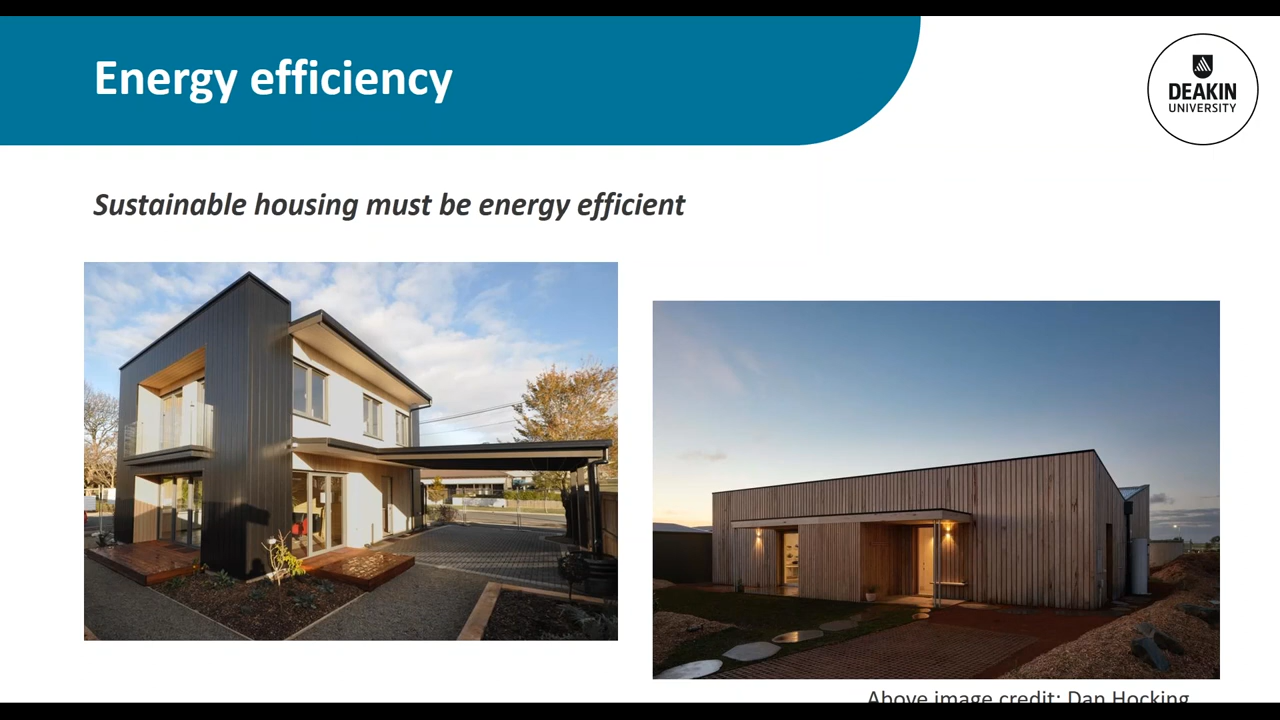 Energy efficiency
DEAKIN
UNIVERSITY
Sustainable housing must be energy efficient
Above image credit: Dan Hocking